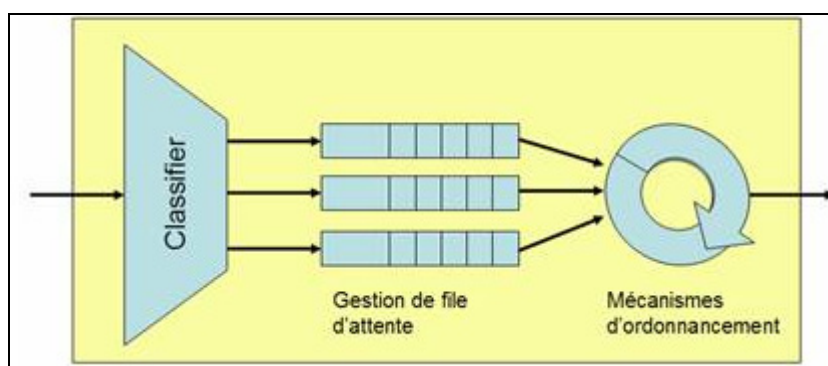 Classifier
Gestion de file
d'attente
Mécanismes
d'ordonnancement